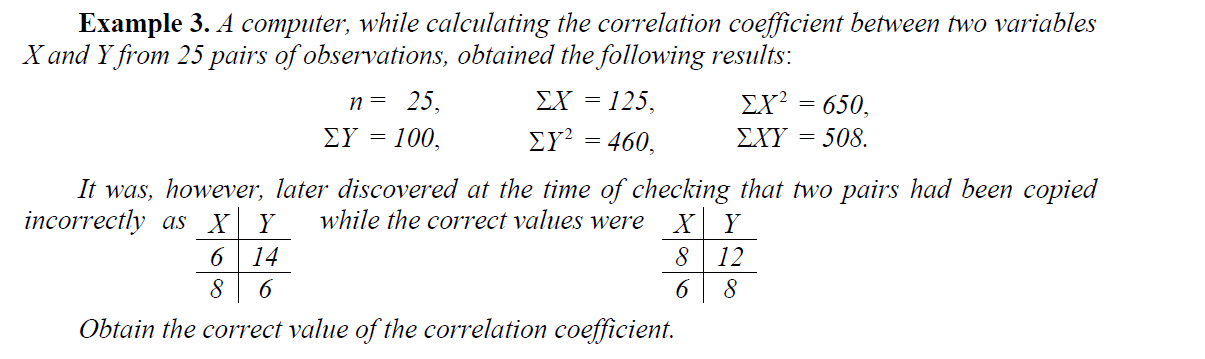 Example 3. A computer, while calculating the correlation coefficient between two variables
X and Y from 25 pairs of observations, obtained the following results:
n = 25, ΣX = 125, ΣX² = 650,
ΣY = 100, ΣY² = 460, ΣXY = 508.
It was, however, later discovered at the time of checking that two pairs had been copied
incorrectly as X Y while the correct values were X Y
6 14 8 12
8 6 6 8
Obtain the correct value of the correlation coefficient.